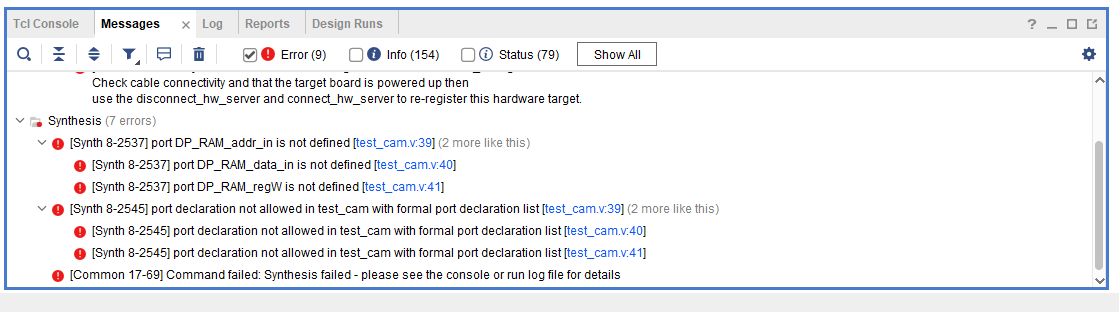 Tcl Console Messages × Log Reports Design Runs ?
Error (9) Info (154) Status (79) Show All
Check cable connectivity and that the target board is powered up then
use the disconnect_hw_server and connect_hw_server to re-register this hardware target.
Synthesis (7 errors)
[Synth 8-2537] port DP_RAM_addr_in is not defined [test_cam.v:39] (2 more like this)
[Synth 8-2537] port DP_RAM_data_in is not defined [test_cam.v:40]
[Synth 8-2537] port DP_RAM_regW is not defined [test_cam.v:41]
[Synth 8-2545] port declaration not allowed in test_cam with formal port declaration list [test_cam.v:39] (2 more like this)
[Synth 8-2545] port declaration not allowed in test_cam with formal port declaration list [test_cam.v:40]
[Synth 8-2545] port declaration not allowed in test_cam with formal port declaration list [test_cam.v:41]
[Common 17-69] Command failed: Synthesis failed - please see the console or run log file for details